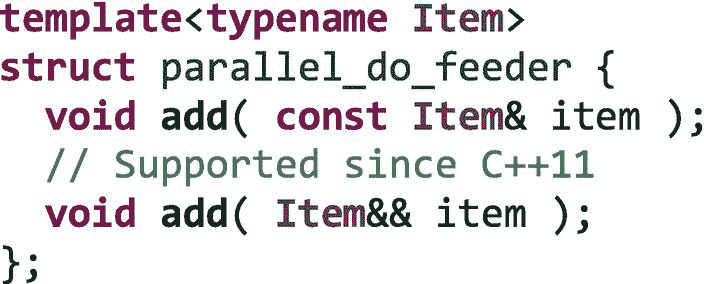 template<typename Item>
struct parallel_do_feeder {
  void add( const Item& item );
  // Supported since C++11
  void add( Item&& item );
};